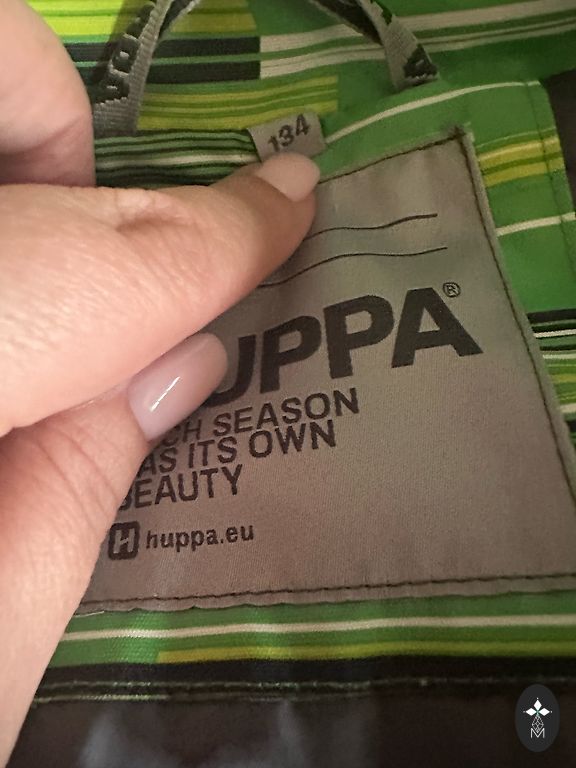 134
UPPA®
CH SEASON
AS ITS OWN
BEAUTY
H huppa.eu
M